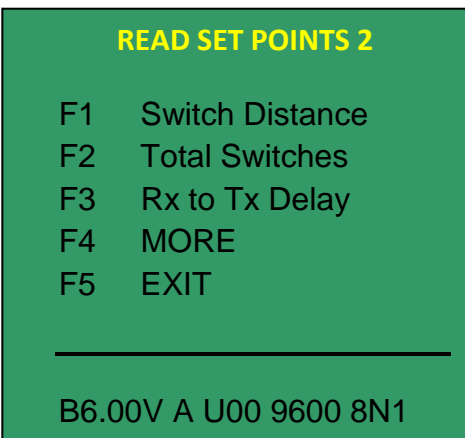 READ SET POINTS 2
F1 Switch Distance
F2 Total Switches
F3 Rx to Tx Delay
F4 MORE
F5 EXIT
B6.00V A U00 9600 8N1